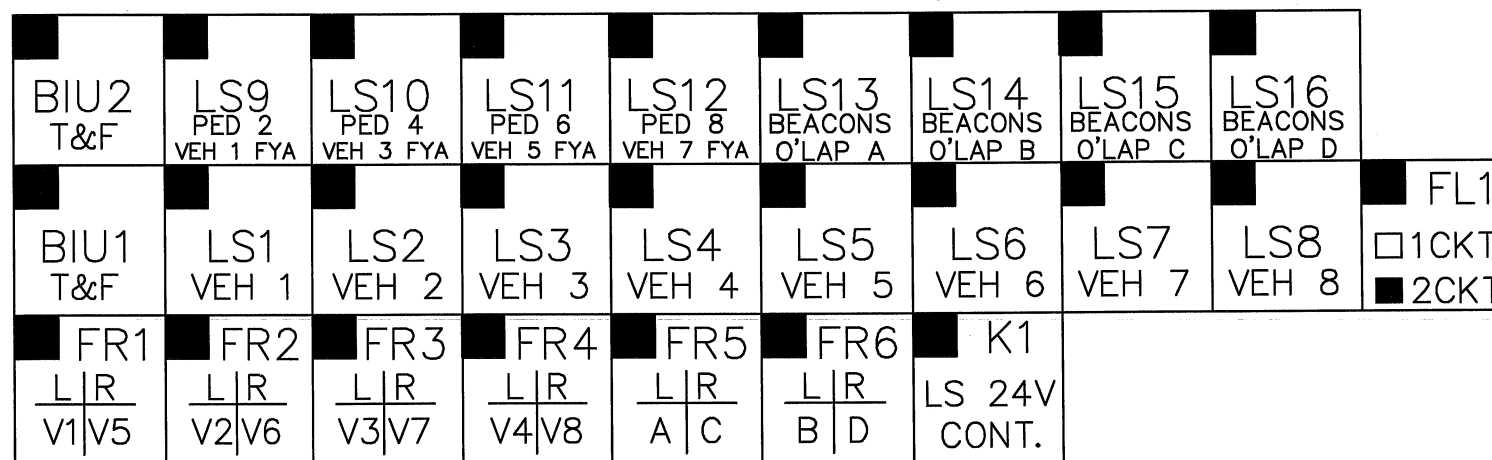 BIU2
T&F
LS9
PED 2
VEH 1 FYA
LS10
PED 4
VEH 3 FYA
LS11
PED 6
VEH 5 FYA
LS12
PED 8
VEH 7 FYA
LS13
BEACONS
O'LAP A
LS14
BEACONS
O'LAP B
LS15
BEACONS
O'LAP C
LS16
BEACONS
O'LAP D
BIU1
T&F
LS1
VEH 1
LS2
VEH 2
LS3
VEH 3
LS4
VEH 4
LS5
VEH 5
LS6
VEH 6
LS7
VEH 7
LS8
VEH 8
FL1
1CKT
2CKT
FR1
L R
V1 V5
FR2
L R
V2 V6
FR3
L R
V3 V7
FR4
L R
V4 V8
FR5
L R
A C
FR6
L R
B D
K1
LS 24V
CONT.